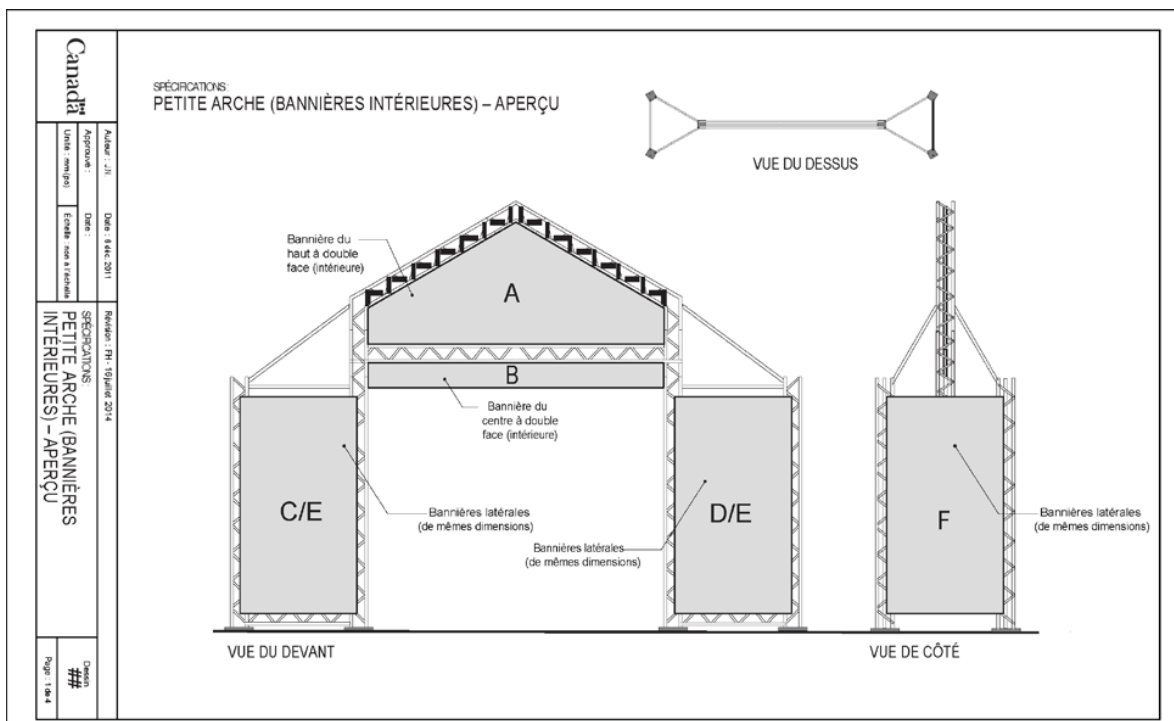 Canada
Auteur : J.R.
Date : 6 déc. 2011
Révision : FH - 16 juillet 2014
Approuvé :
Date :
Unité : mm (po)
Échelle : non à l'échelle
SPÉCIFICATIONS:
PETITE ARCHE (BANNIÈRES
INTÉRIEURES) – APERÇU
Dessin
##
Page : 1 de 4
SPÉCIFICATIONS:
PETITE ARCHE (BANNIÈRES INTÉRIEURES) – APERÇU
VUE DU DESSUS
Bannière du
haut à double
face (intérieure)
A
B
Bannière du
centre à double
face (intérieure)
C/E
Bannières latérales
(de mêmes dimensions)
D/E
Bannières latérales
(de mêmes dimensions)
F
Bannières latérales
(de mêmes dimensions)
VUE DU DEVANT
VUE DE CÔTÉ